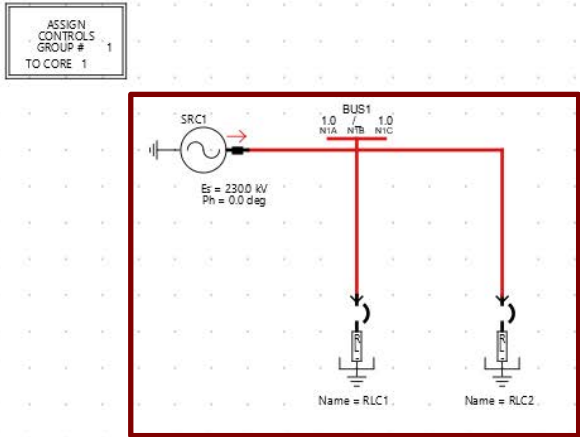 ASSIGN
CONTROLS
GROUP # 1
TO CORE 1
SRC1
BUS1
1.0 / 1.0
N1A N1B N1C
Es = 230.0 kV
Ph = 0.0 deg
R
L
R
L
Name = RLC1
Name = RLC2